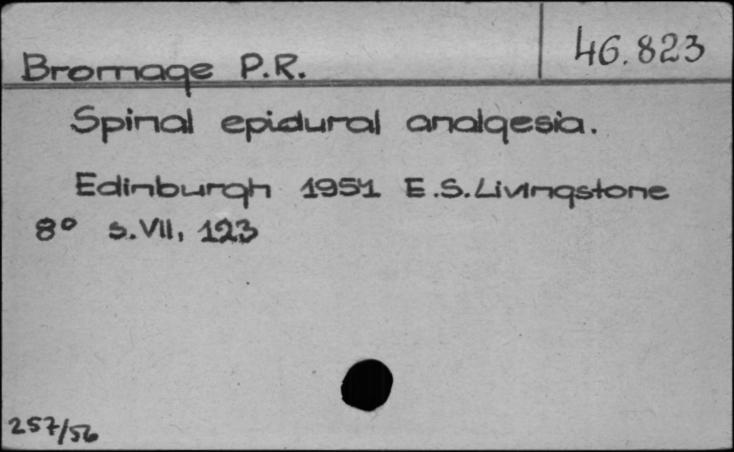 46.823
Bromage P.R.
Spinal epidural analgesia.
Edinburgh 1951 E.S.Livingstone
8° s.VII, 123
257/56